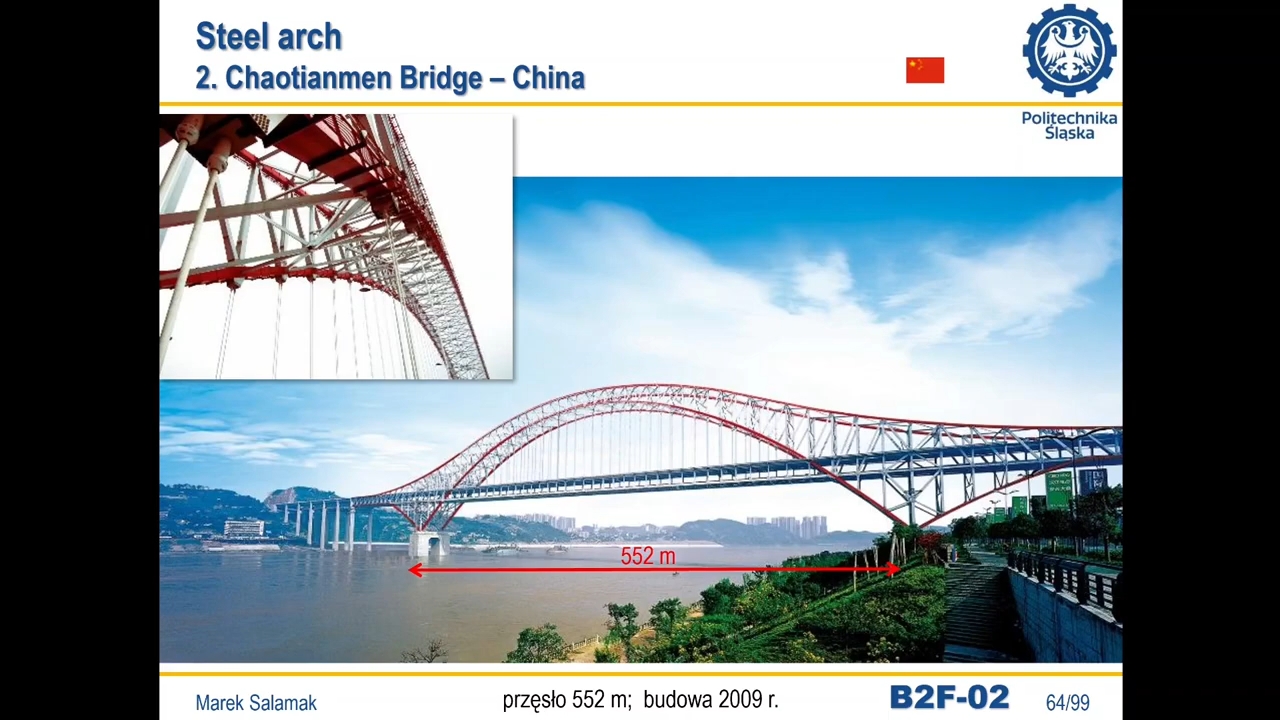 Steel arch
2. Chaotianmen Bridge – China
Politechnika
Śląska
552 m
Marek Salamak
przęsło 552 m; budowa 2009 r.
B2F-02
64/99